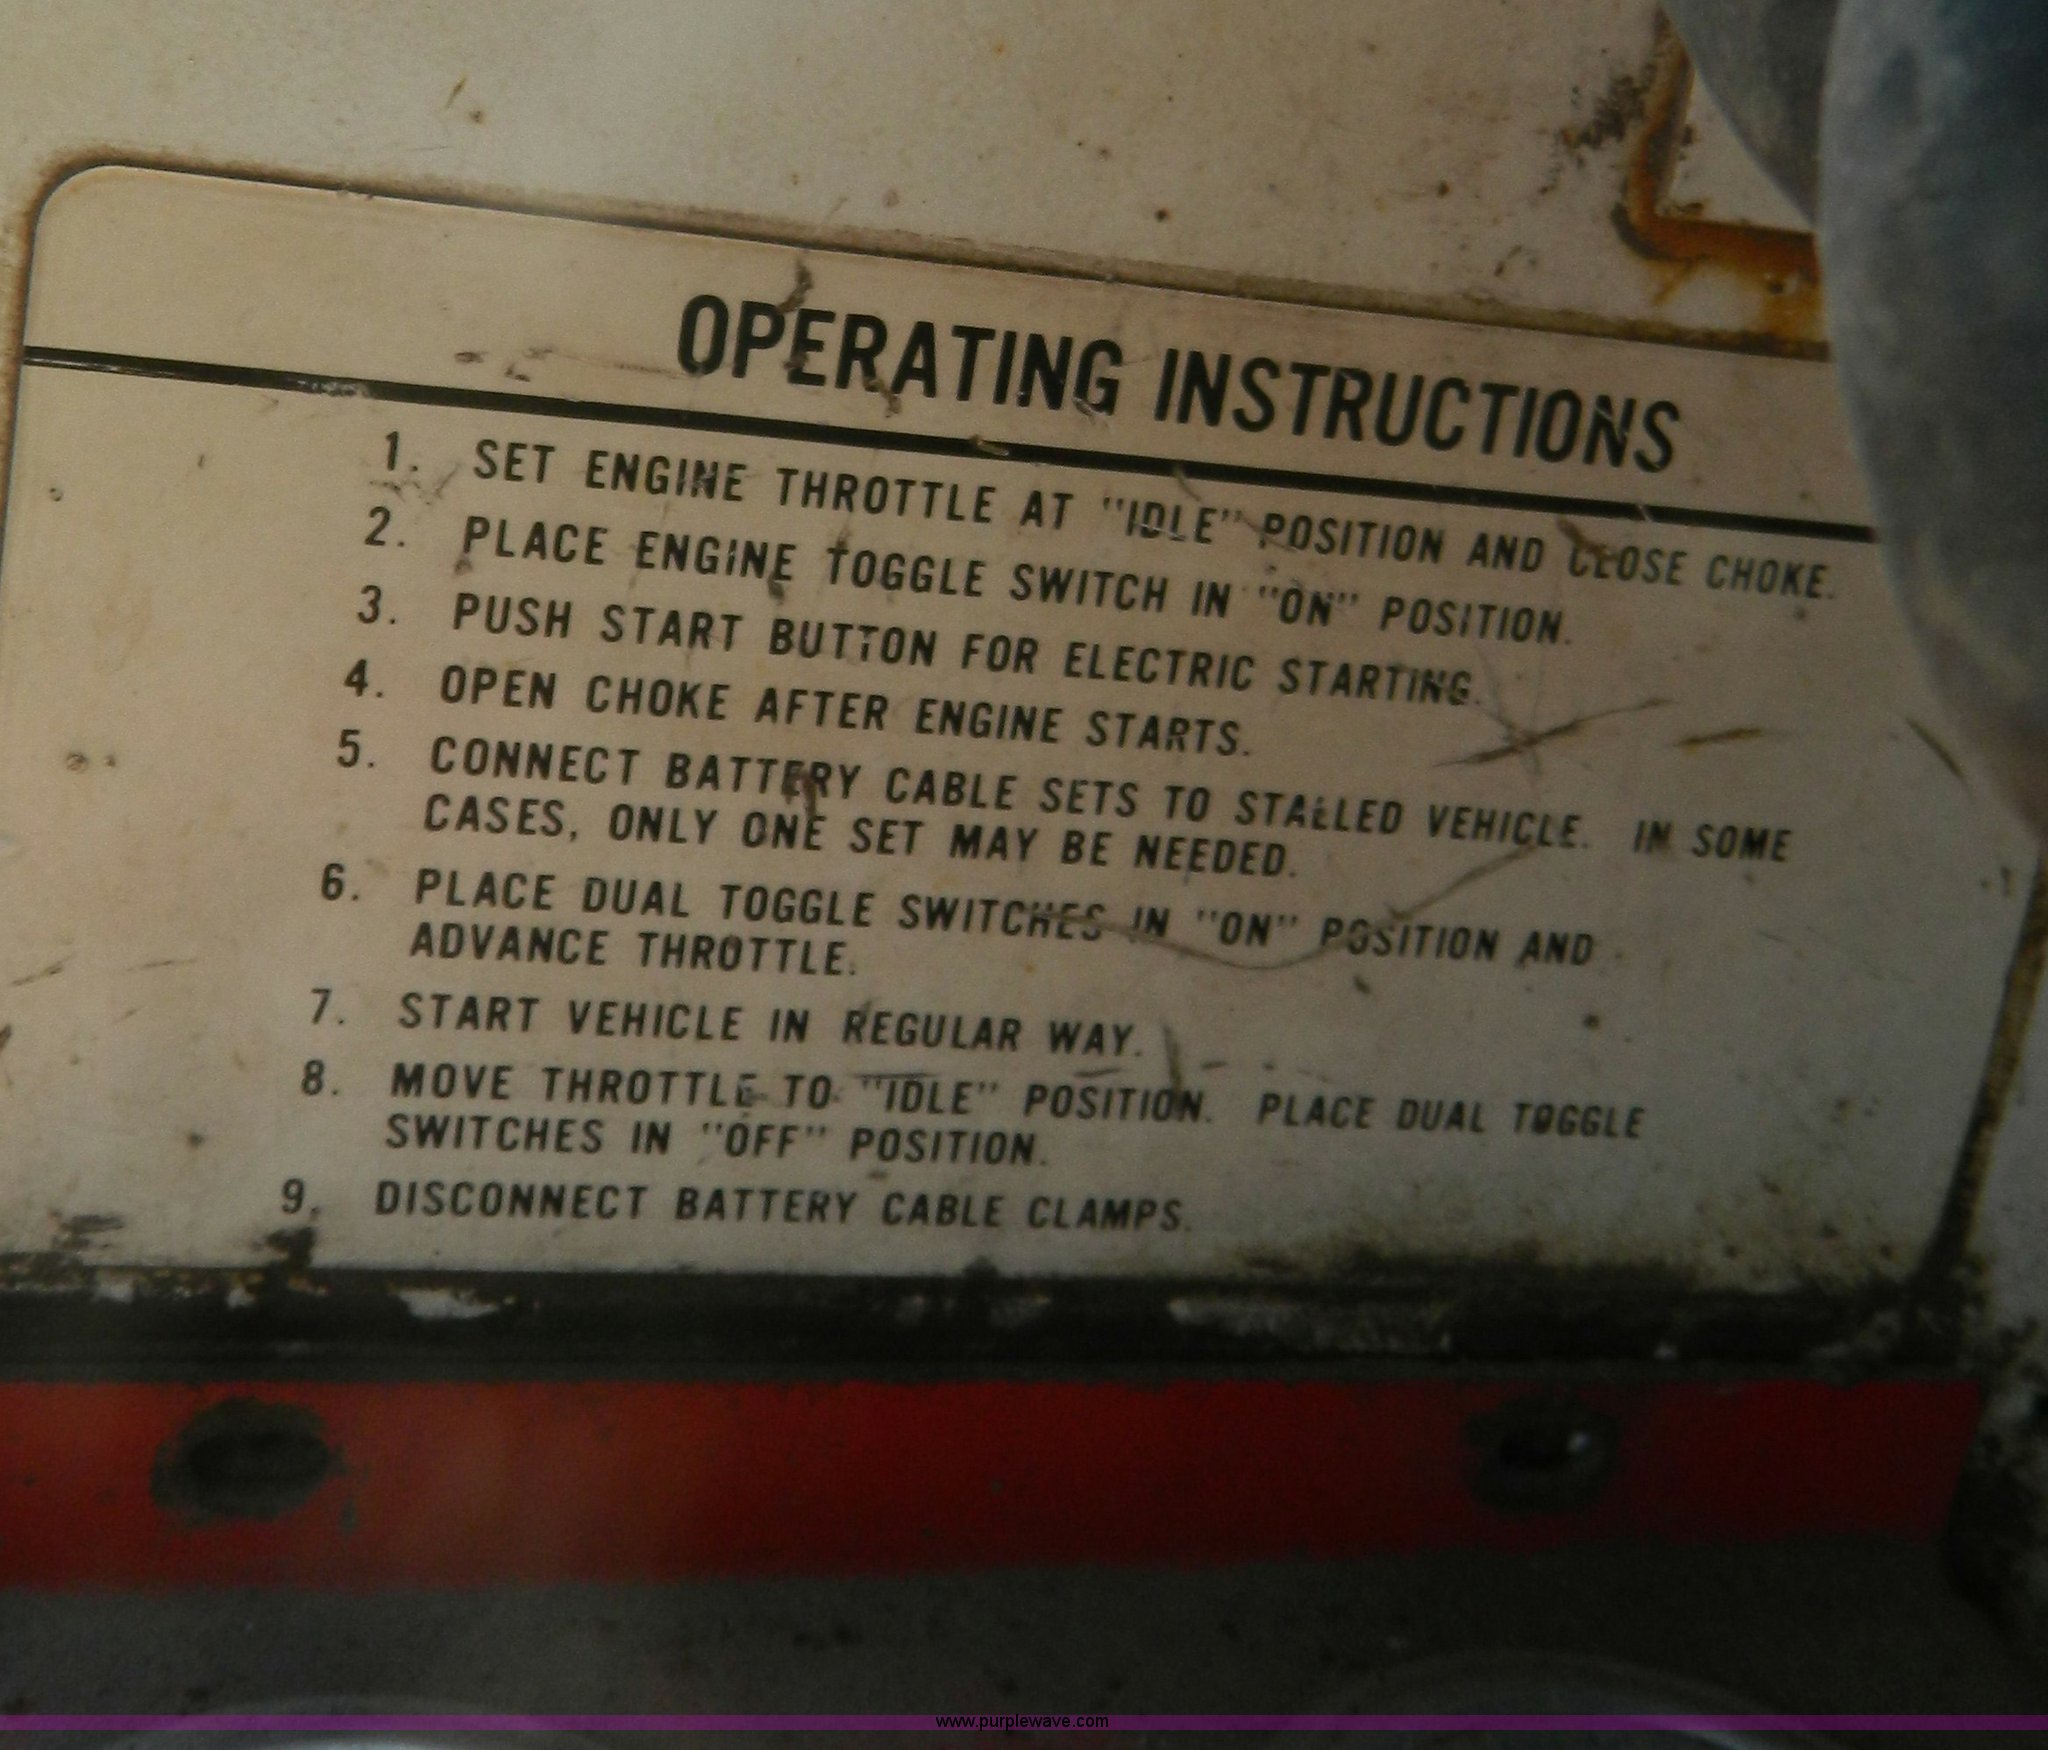 OPERATING INSTRUCTIONS
1. SET ENGINE THROTTLE AT "IDLE" POSITION AND CLOSE CHOKE.
2. PLACE ENGINE TOGGLE SWITCH IN "ON" POSITION.
3. PUSH START BUTTON FOR ELECTRIC STARTING.
4. OPEN CHOKE AFTER ENGINE STARTS.
5. CONNECT BATTERY CABLE SETS TO STALLED VEHICLE. IN SOME
CASES, ONLY ONE SET MAY BE NEEDED.
6. PLACE DUAL TOGGLE SWITCHES IN "ON" POSITION AND
ADVANCE THROTTLE.
7. START VEHICLE IN REGULAR WAY.
8. MOVE THROTTLE TO "IDLE" POSITION. PLACE DUAL TOGGLE
SWITCHES IN "OFF" POSITION.
9. DISCONNECT BATTERY CABLE CLAMPS.
www.purplewave.com